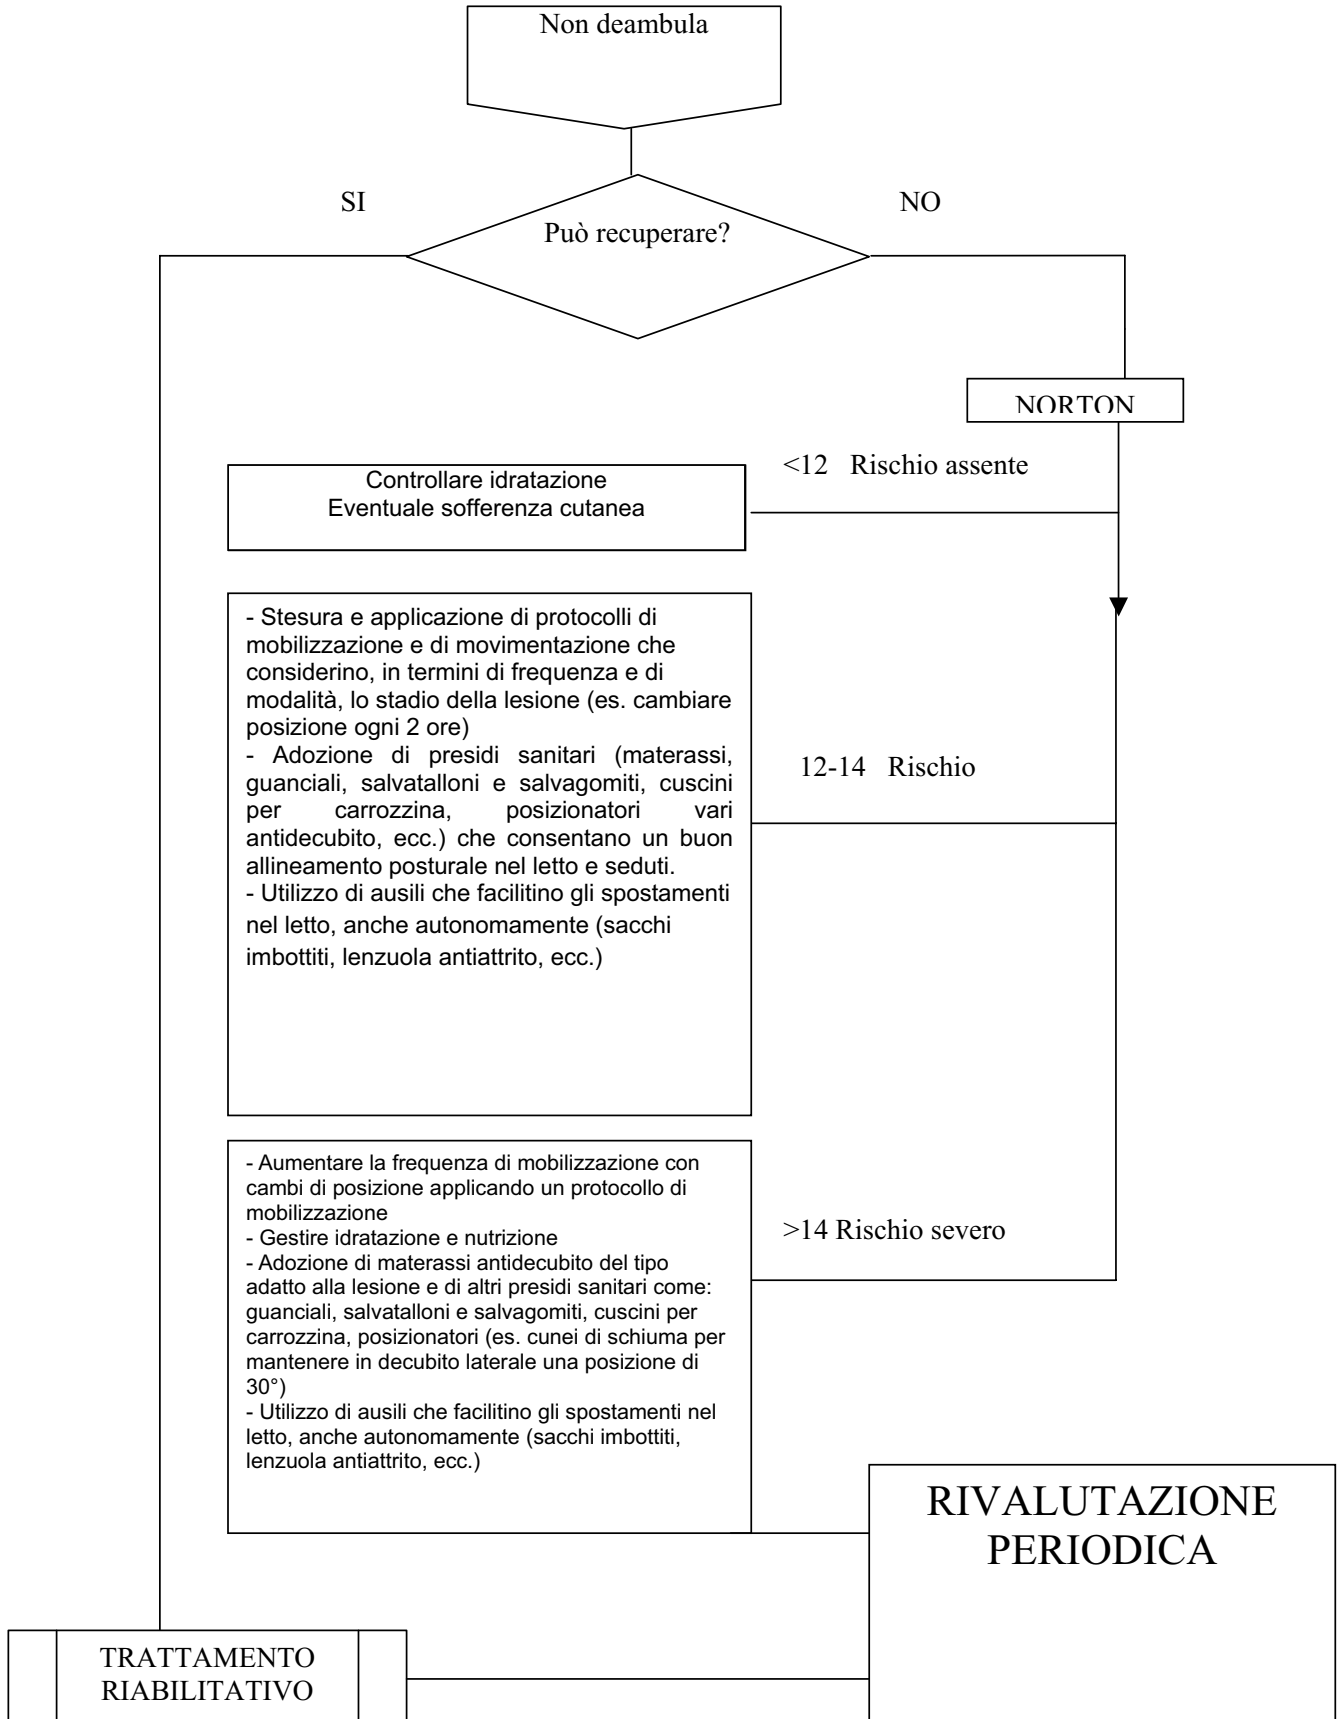 Non deambula
SI
NO
Può recuperare?
NORTON
<12 Rischio assente
Controllare idratazione
Eventuale sofferenza cutanea
- Stesura e applicazione di protocolli di
mobilizzazione e di movimentazione che
considerino, in termini di frequenza e di
modalità, lo stadio della lesione (es. cambiare
posizione ogni 2 ore)
- Adozione di presidi sanitari (materassi,
guanciali, salvatalloni e salvagomiti, cuscini
per carrozzina, posizionatori vari
antidecubito, ecc.) che consentano un buon
allineamento posturale nel letto e seduti.
- Utilizzo di ausili che facilitino gli spostamenti
nel letto, anche autonomamente (sacchi
imbottiti, lenzuola antiattrito, ecc.)
12-14 Rischio
- Aumentare la frequenza di mobilizzazione con
cambi di posizione applicando un protocollo di
mobilizzazione
- Gestire idratazione e nutrizione
- Adozione di materassi antidecubito del tipo
adatto alla lesione e di altri presidi sanitari come:
guanciali, salvatalloni e salvagomiti, cuscini per
carrozzina, posizionatori (es. cunei di schiuma per
mantenere in decubito laterale una posizione di
30°)
- Utilizzo di ausili che facilitino gli spostamenti nel
letto, anche autonomamente (sacchi imbottiti,
lenzuola antiattrito, ecc.)
>14 Rischio severo
RIVALUTAZIONE
PERIODICA
TRATTAMENTO
RIABILITATIVO